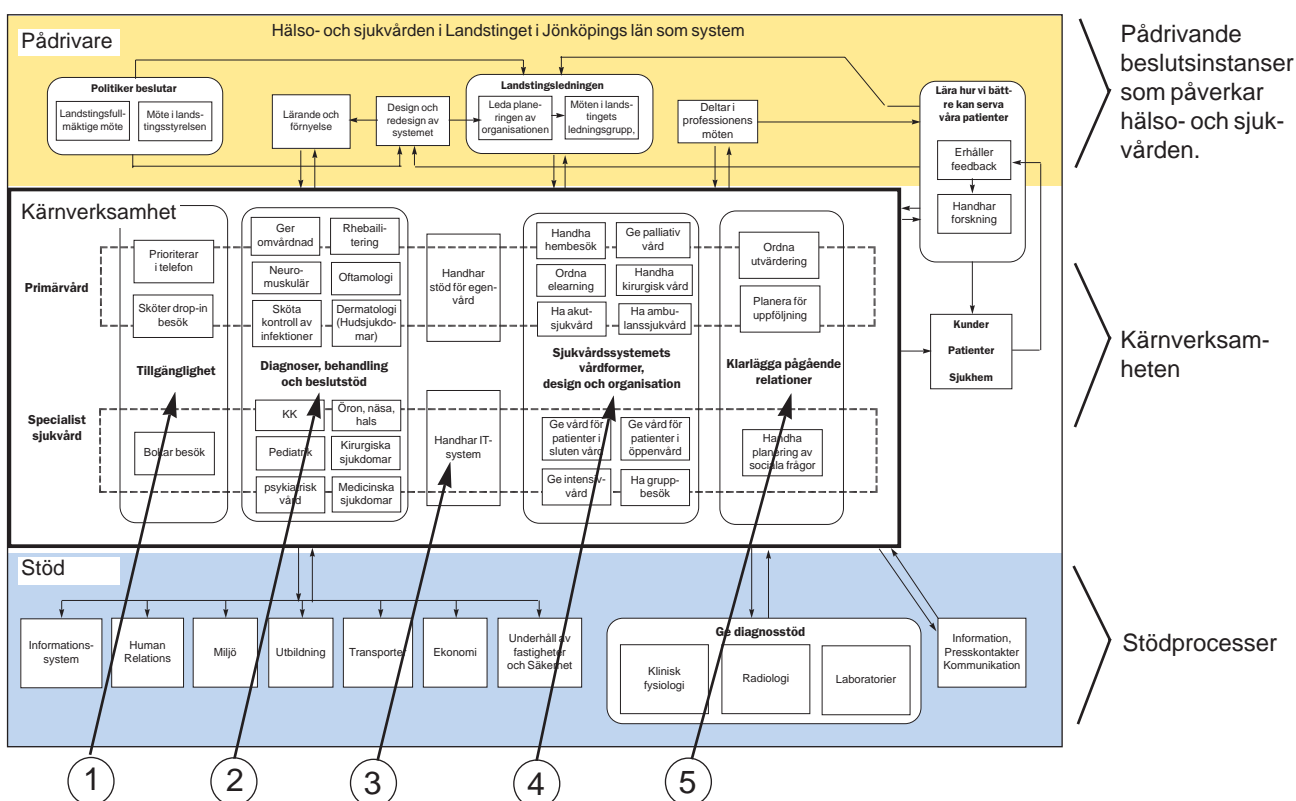 Hälso- och sjukvården i Landstinget i Jönköpings län som system
Pådrivare
Politiker beslutar
Landstingsfull-
mäktige möte
Möte i lands-
tingsstyrelsen
Lärande och
förnyelse
Design och
redesign av
systemet
Landstingsledningen
Leda plane-
ringen av
organisationen
Möten i lands-
tingets
ledningsgrupp,
Deltar i
professionens
möten
Lära hur vi bätt-
re kan serva
våra patienter
Erhåller
feedback
Handhar
forskning
Pådrivande
beslutsinstanser
som påverkar
hälso- och sjuk-
vården.
Kärnverksamhet
Primärvård
Specialist
sjukvård
Prioriterar
i telefon
Sköter drop-in
besök
Tillgänglighet
Bokar besök
Ger
omvårdnad
Rhebaili-
tering
Neuro-
muskulär
Oftamologi
Sköta
kontroll av
infektioner
Dermatologi
(Hudsjukdo-
mar)
Diagnoser, behandling
och beslutstöd
KK
Öron, näsa,
hals
Pediatrik
Kirurgiska
sjukdomar
psykiatrisk
vård
Medicinska
sjukdomar
Handhar
stöd för egen-
vård
Handhar IT-
system
Handha
hembesök
Ge palliativ
vård
Ordna
elearning
Handha
kirurgisk vård
Ha akut-
sjukvård
Ha ambu-
lanssjukvård
Sjukvårdssystemets
vårdformer,
design och organisation
Ge vård för
patienter i
sluten vård
Ge vård för
patienter i
öppenvård
Ge intensiv-
vård
Ha grupp-
besök
Ordna
utvärdering
Planera för
uppföljning
Klarlägga pågående
relationer
Handha
planering av
sociala frågor
Kunder
Patienter
Sjukhem
Kärnverksam-
heten
Stöd
Informations-
system
Human
Relations
Miljö
Utbildning
Transporter
Ekonomi
Underhåll av
fastigheter
och Säkerhet
Ge diagnosstöd
Klinisk
fysiologi
Radiologi
Laboratorier
Information,
Presskontakter
Kommunikation
Stödprocesser
1
2
3
4
5